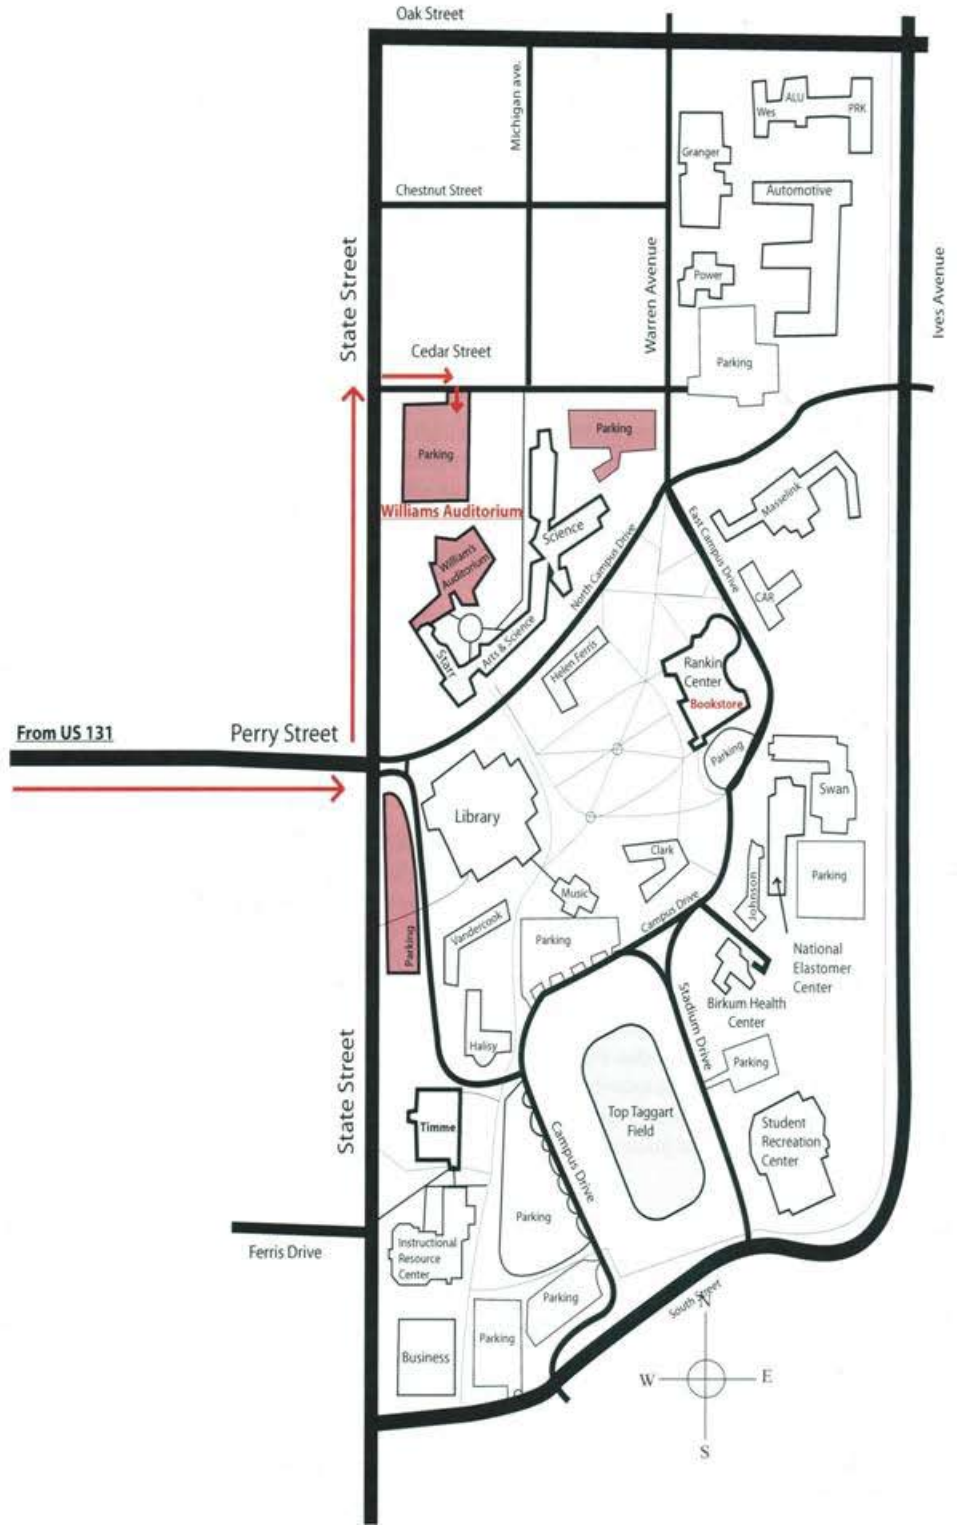 Oak Street
Michigan ave.
Wes
ALU
PRK
Granger
Chestnut Street
Automotive
State Street
Warren Avenue
Power
Ives Avenue
Cedar Street
Parking
Parking
Parking
Williams Auditorium
Masselink
Science
East Campus Drive
North Campus Drive
William's
Auditorium
CAR
Starr
Arts & Science
Helen Ferris
Rankin
Center
Bookstore
From US 131
Perry Street
Parking
Library
Swan
Clark
Johnson
Parking
Music
Campus Drive
Vandercook
Parking
Parking
National
Elastomer
Center
Birkum Health
Center
Stadium Drive
Halisy
Parking
State Street
Timme
Top Taggart
Field
Student
Recreation
Center
Campus Drive
Parking
Ferris Drive
Instructional
Resource
Center
Parking
South Street
Parking
Business
N
W
E
S